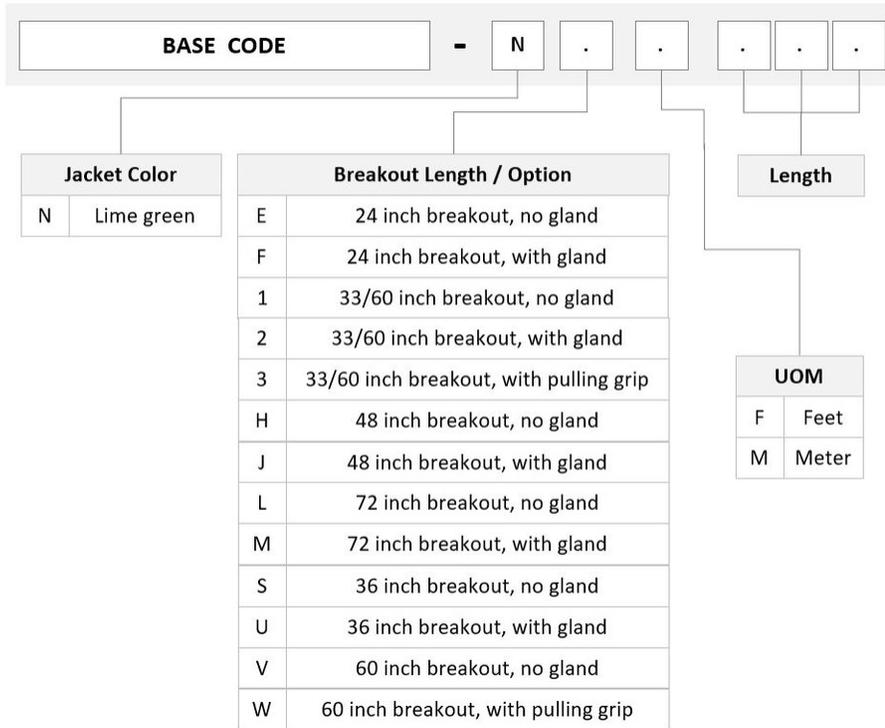 BASE CODE - N . . . . .
Jacket Color
N Lime green
Breakout Length / Option
E 24 inch breakout, no gland
F 24 inch breakout, with gland
1 33/60 inch breakout, no gland
2 33/60 inch breakout, with gland
3 33/60 inch breakout, with pulling grip
H 48 inch breakout, no gland
J 48 inch breakout, with gland
L 72 inch breakout, no gland
M 72 inch breakout, with gland
S 36 inch breakout, no gland
U 36 inch breakout, with gland
V 60 inch breakout, no gland
W 60 inch breakout, with pulling grip
Length
UOM
F Feet
M Meter